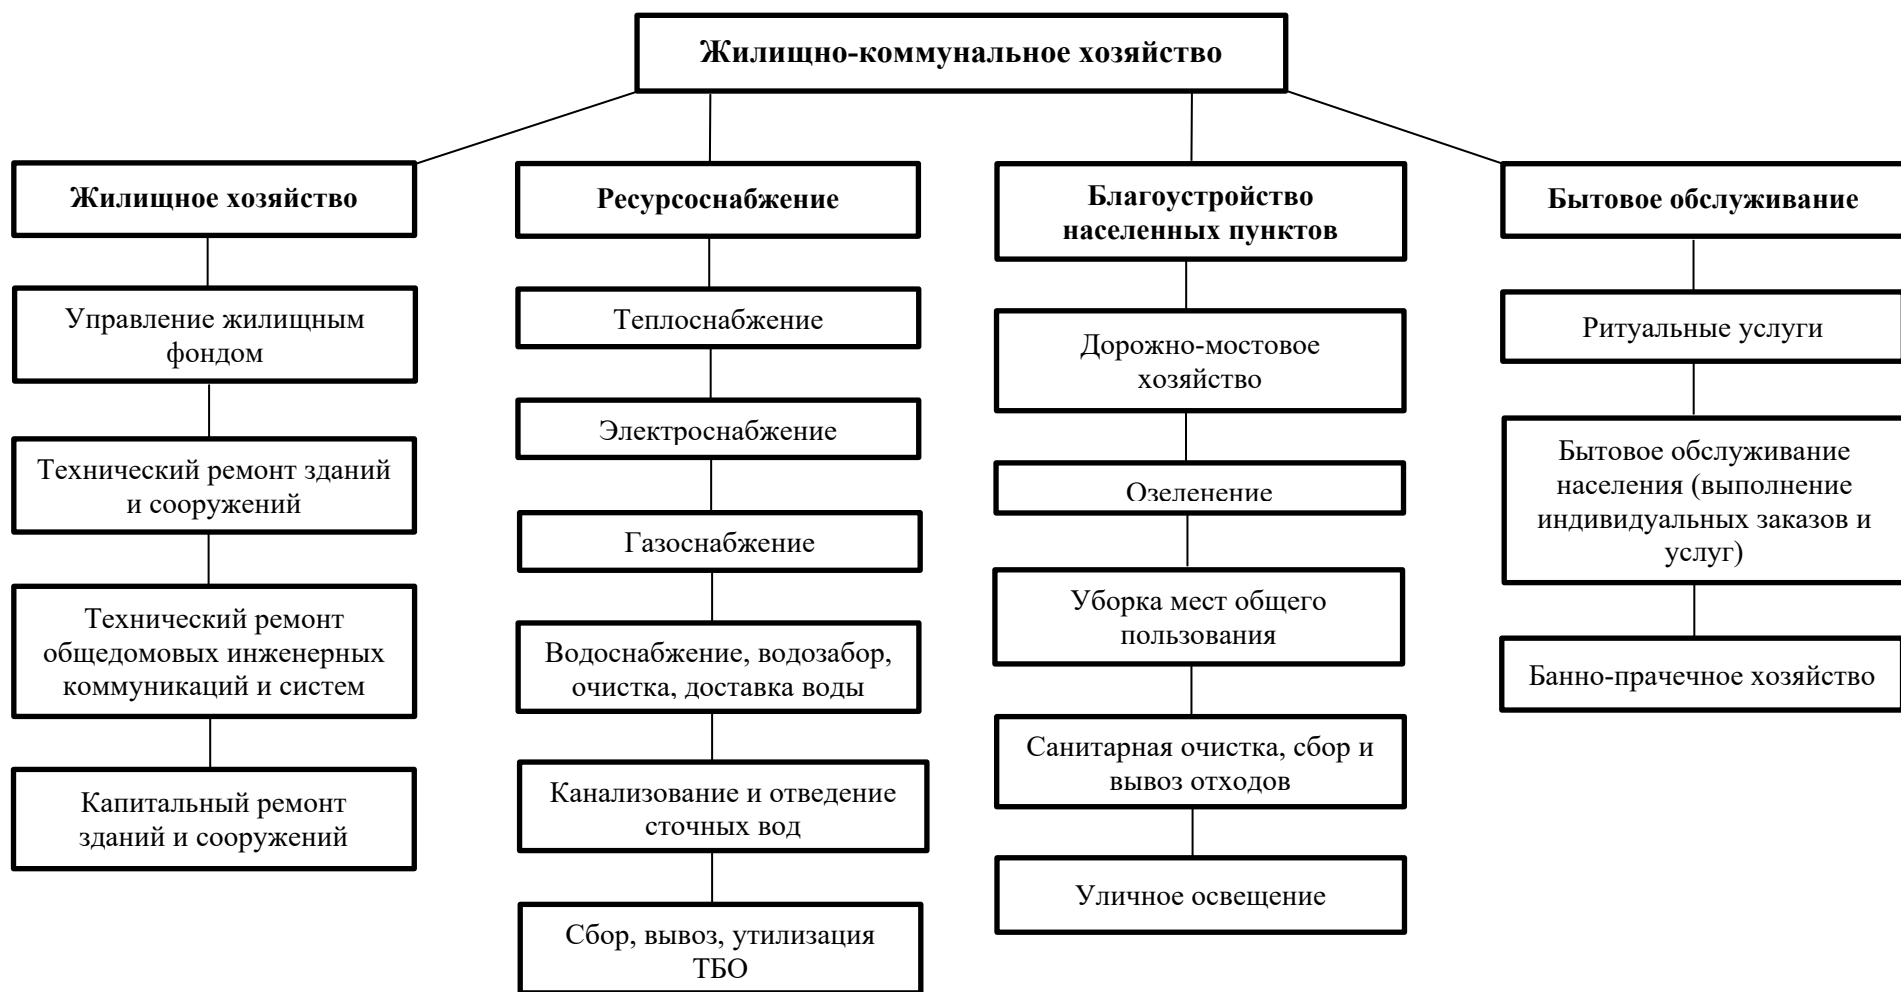 Жилищно-коммунальное хозяйство
Жилищное хозяйство
Управление жилищным
фондом
Технический ремонт зданий
и сооружений
Технический ремонт
общедомовых инженерных
коммуникаций и систем
Капитальный ремонт
зданий и сооружений
Ресурсоснабжение
Теплоснабжение
Электроснабжение
Газоснабжение
Водоснабжение, водозабор,
очистка, доставка воды
Канализование и отведение
сточных вод
Сбор, вывоз, утилизация
ТБО
Благоустройство
населенных пунктов
Дорожно-мостовое
хозяйство
Озеленение
Уборка мест общего
пользования
Санитарная очистка, сбор и
вывоз отходов
Уличное освещение
Бытовое обслуживание
Ритуальные услуги
Бытовое обслуживание
населения (выполнение
индивидуальных заказов и
услуг)
Банно-прачечное хозяйство